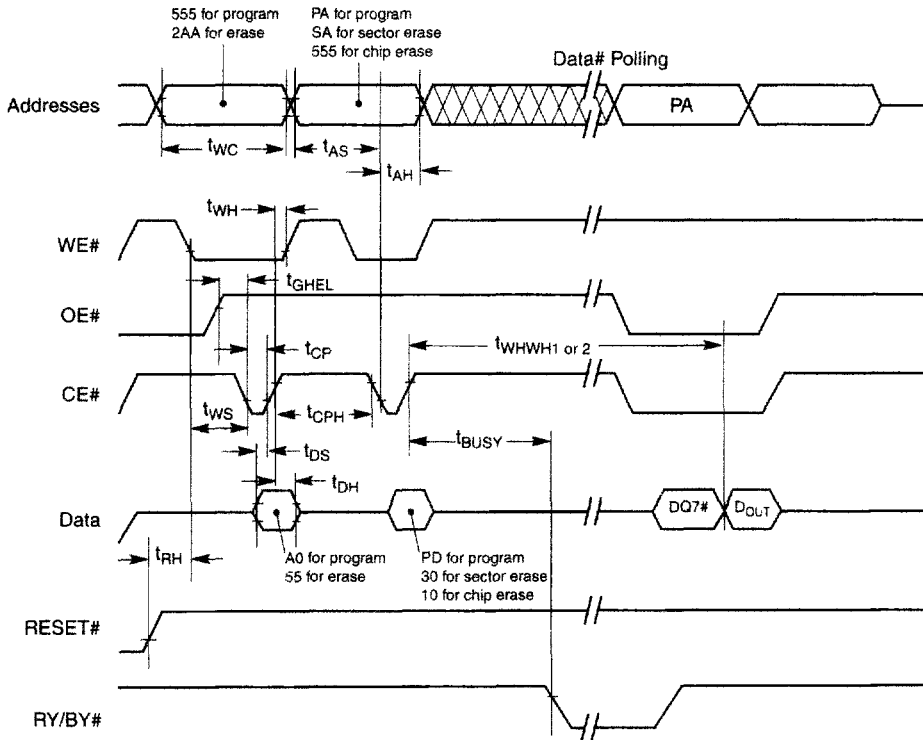 555 for program
2AA for erase
PA for program
SA for sector erase
555 for chip erase
Data# Polling
Addresses
PA
tWC
tAS
tAH
tWH
WE#
tGHEL
OE#
tCP
tWHWH1 or 2
CE#
tWS
tCPH
tBUSY
tDS
tDH
Data
DQ7#
DOUT
tRH
A0 for program
55 for erase
PD for program
30 for sector erase
10 for chip erase
RESET#
RY/BY#